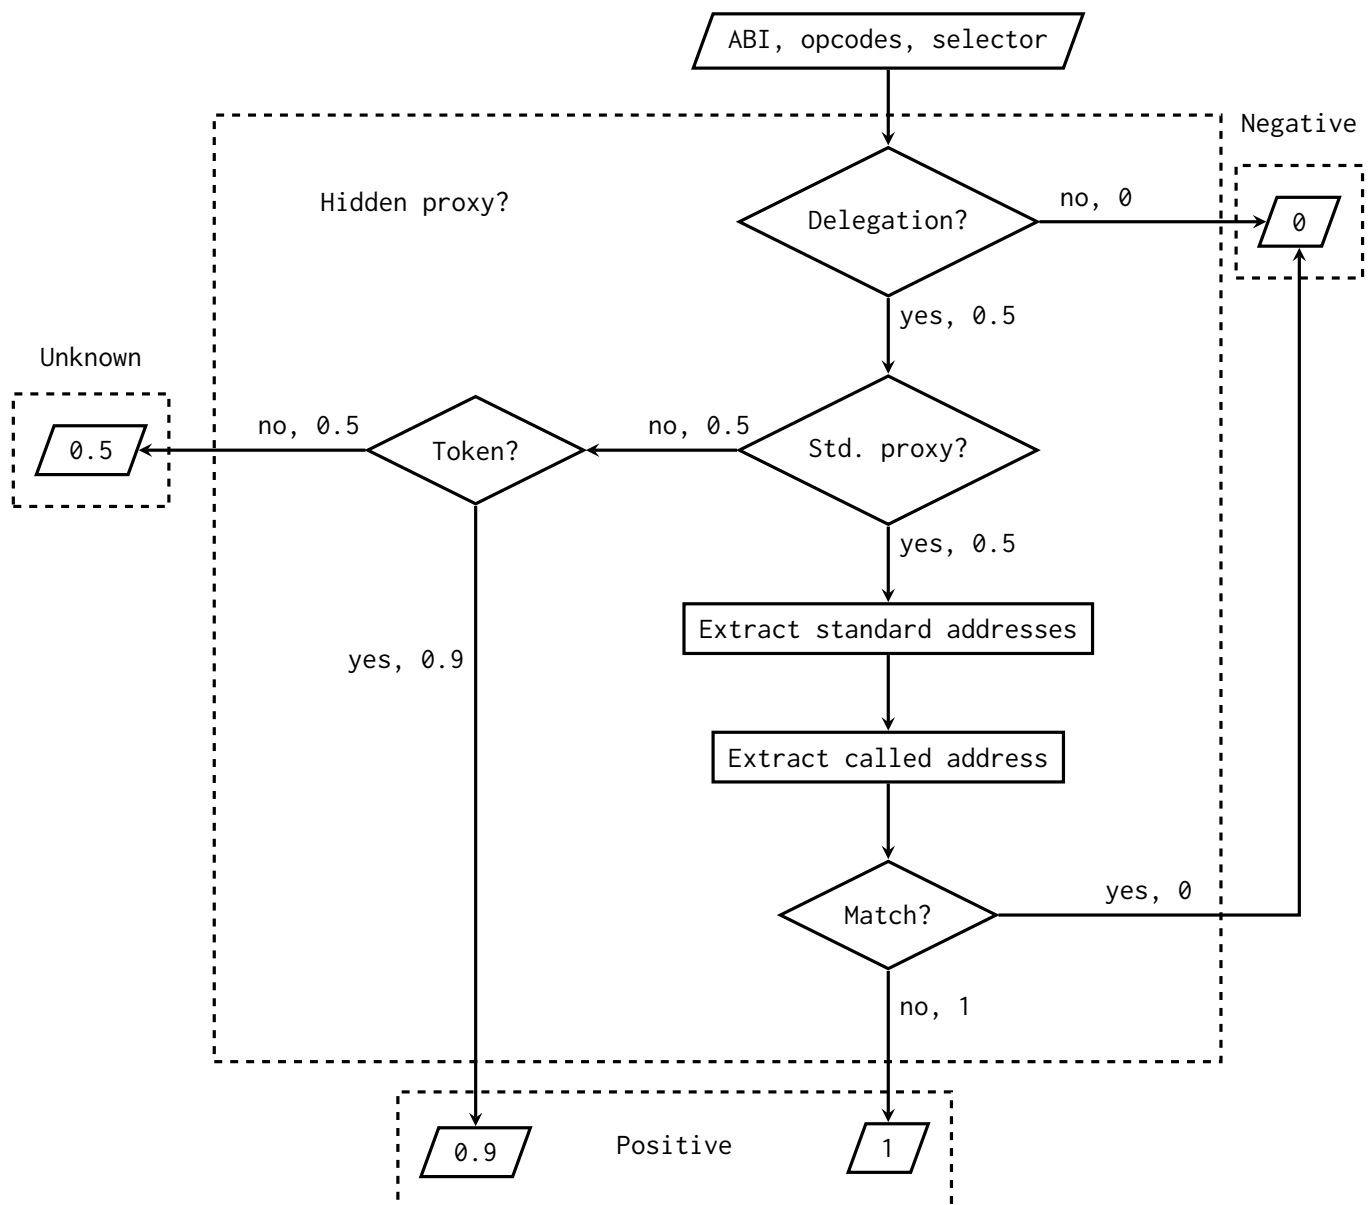 ABI, opcodes, selector
Negative
Hidden proxy?
Delegation?
no, 0
0
yes, 0.5
Unknown
0.5
no, 0.5
Token?
no, 0.5
Std. proxy?
yes, 0.5
Extract standard addresses
yes, 0.9
Extract called address
Match?
yes, 0
no, 1
0.9
Positive
1